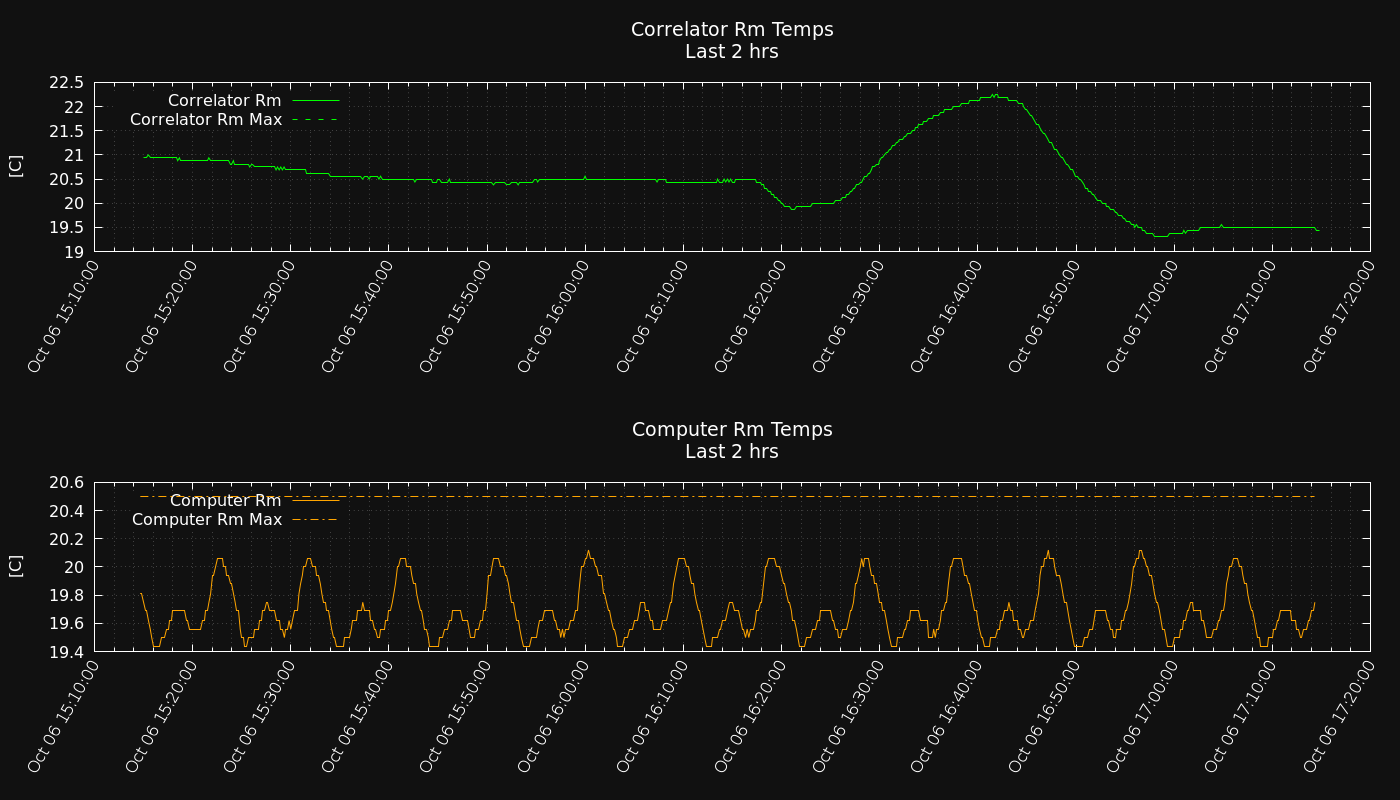 Correlator Rm Temps
Last 2 hrs
22.5
22
21.5
21
20.5
20
19.5
19
[C]
Correlator Rm
Correlator Rm Max
Oct 06 15:10:00
Oct 06 15:20:00
Oct 06 15:30:00
Oct 06 15:40:00
Oct 06 15:50:00
Oct 06 16:00:00
Oct 06 16:10:00
Oct 06 16:20:00
Oct 06 16:30:00
Oct 06 16:40:00
Oct 06 16:50:00
Oct 06 17:00:00
Oct 06 17:10:00
Oct 06 17:20:00
Computer Rm Temps
Last 2 hrs
20.6
20.4
20.2
20
19.8
19.6
19.4
[C]
Computer Rm
Computer Rm Max
Oct 06 15:10:00
Oct 06 15:20:00
Oct 06 15:30:00
Oct 06 15:40:00
Oct 06 15:50:00
Oct 06 16:00:00
Oct 06 16:10:00
Oct 06 16:20:00
Oct 06 16:30:00
Oct 06 16:40:00
Oct 06 16:50:00
Oct 06 17:00:00
Oct 06 17:10:00
Oct 06 17:20:00